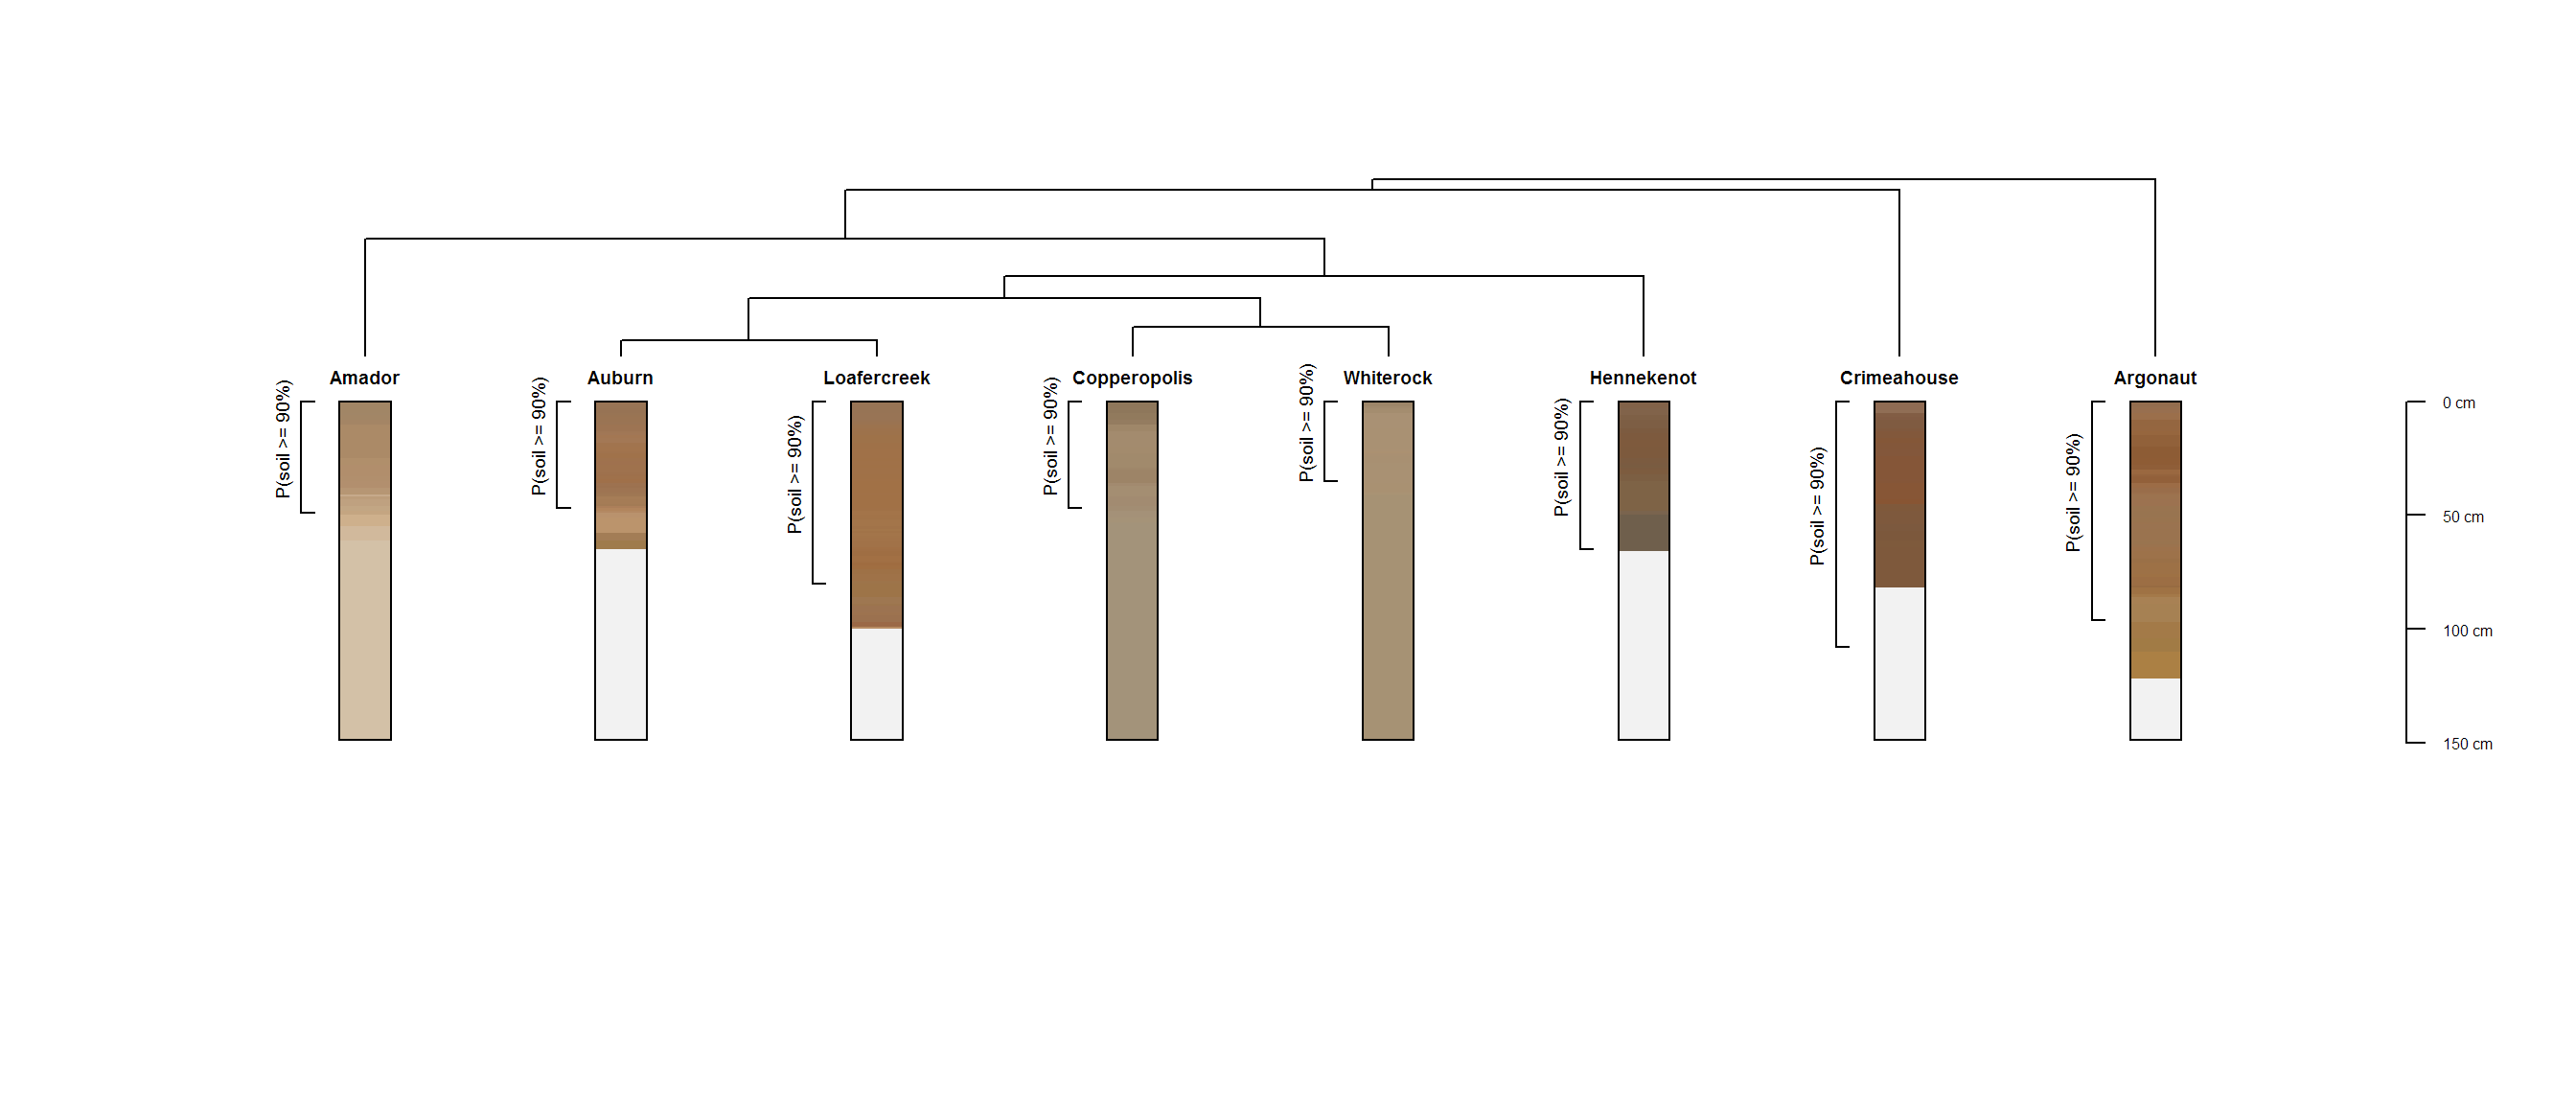 Amador
Auburn
Loafercreek
Copperopolis
Whiterock
Hennekenot
Crimeahouse
Argonaut
P(soil >= 90%)
P(soil >= 90%)
P(soil >= 90%)
P(soil >= 90%)
P(soil >= 90%)
P(soil >= 90%)
P(soil >= 90%)
P(soil >= 90%)
0 cm
50 cm
100 cm
150 cm